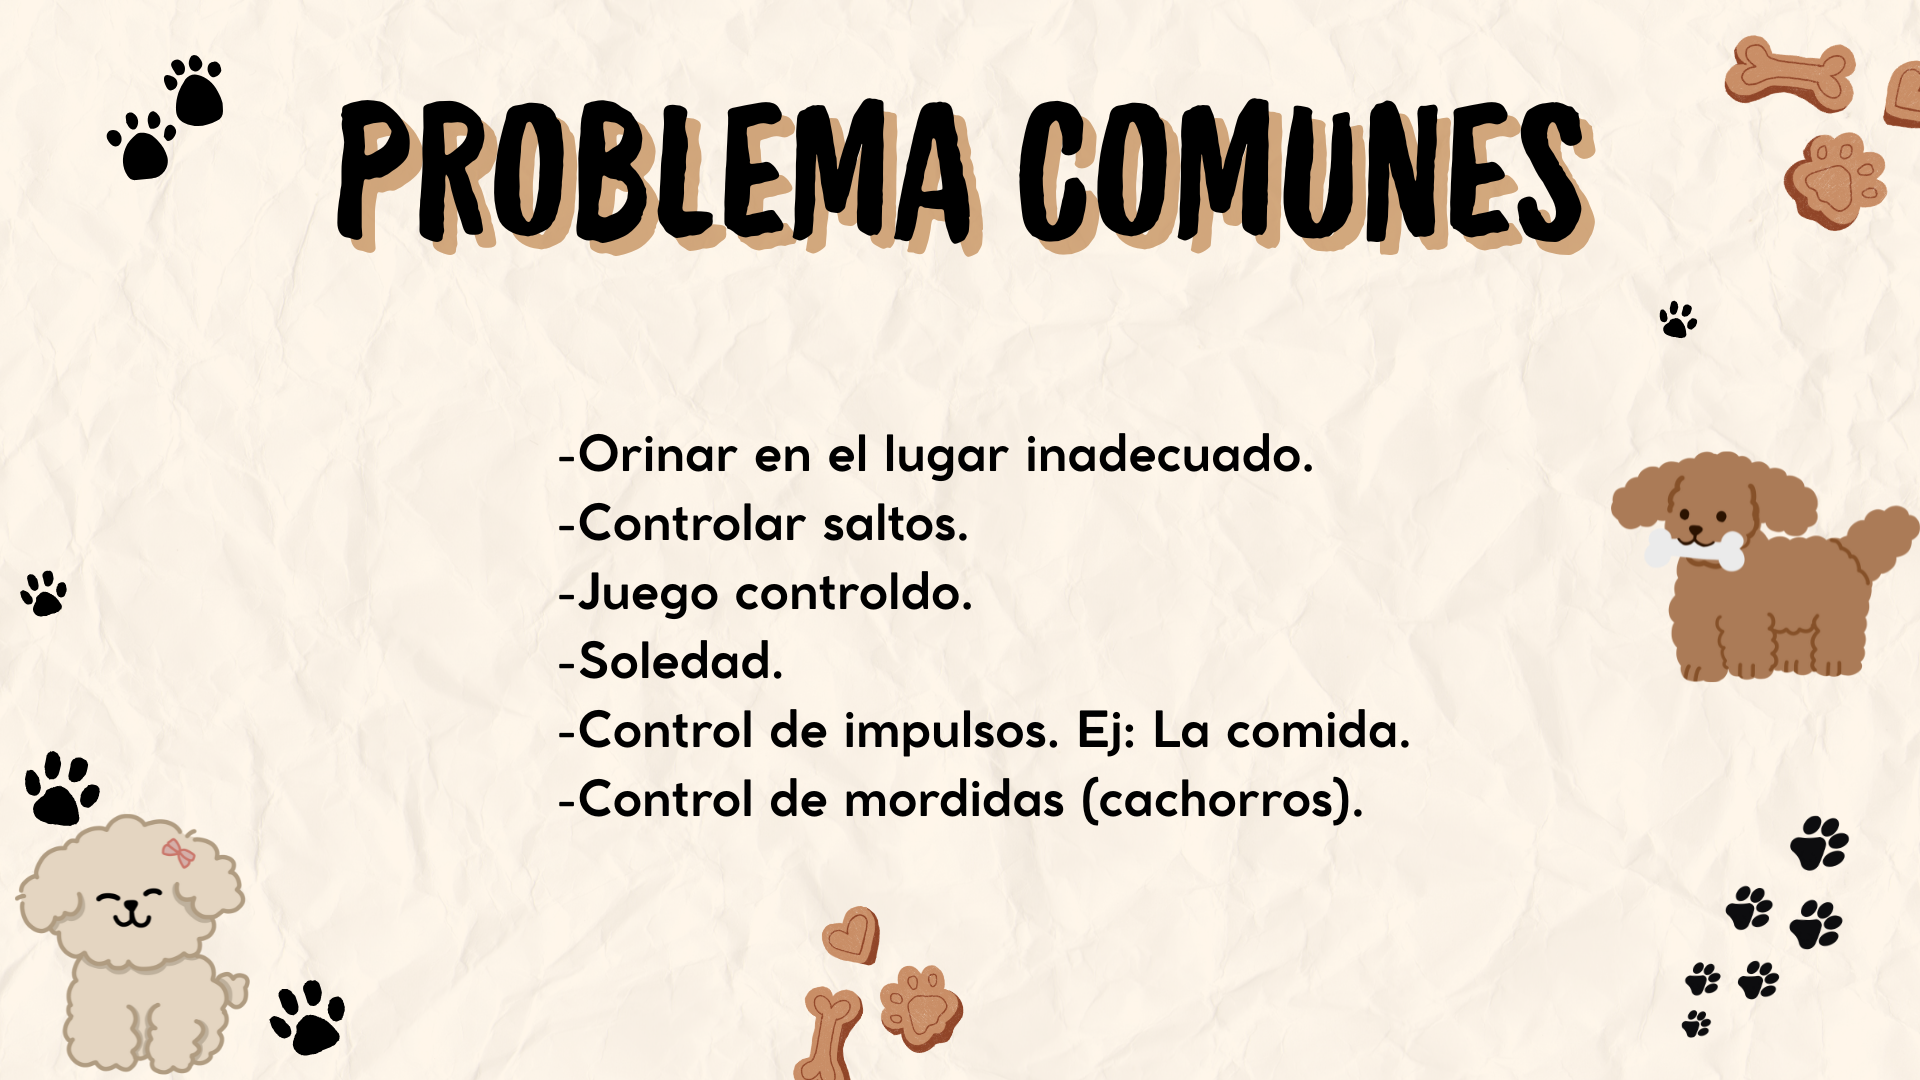 PROBLEMA COMUNES
-Orinar en el lugar inadecuado.
-Controlar saltos.
-Juego controldo.
-Soledad.
-Control de impulsos. Ej: La comida.
-Control de mordidas (cachorros).